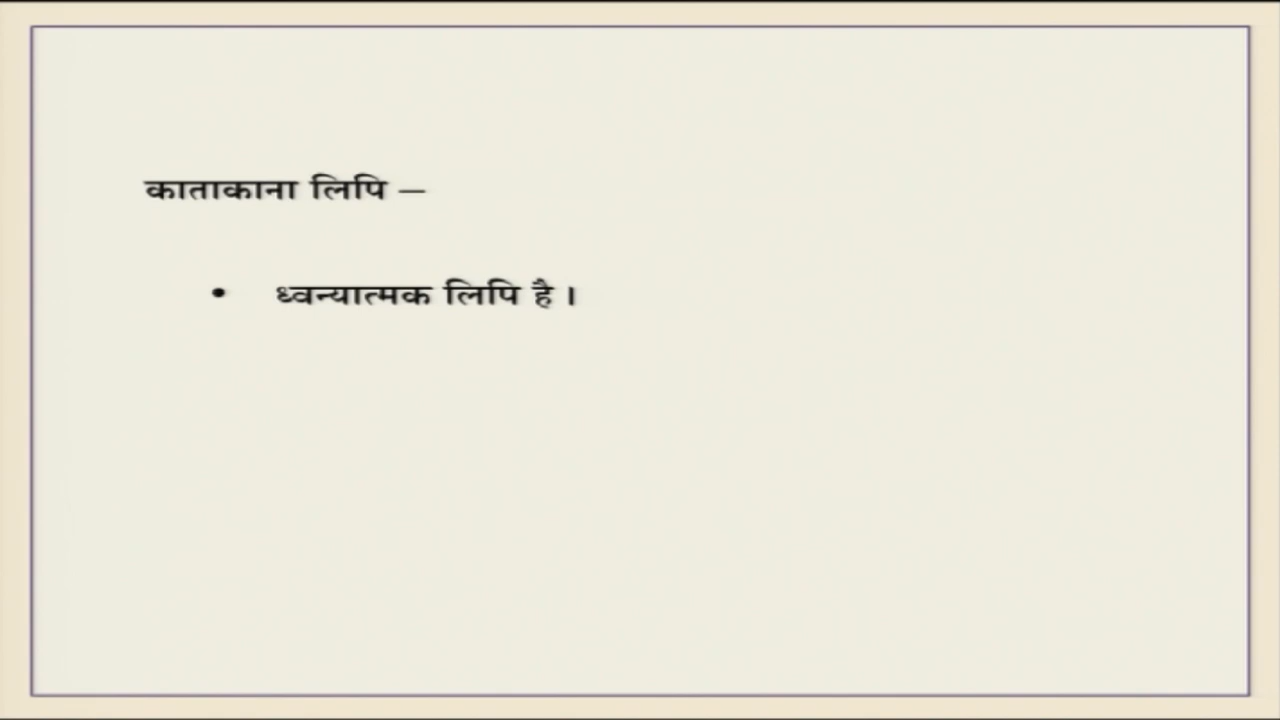 काताकाना लिपि –
• ध्वन्यात्मक लिपि है ।